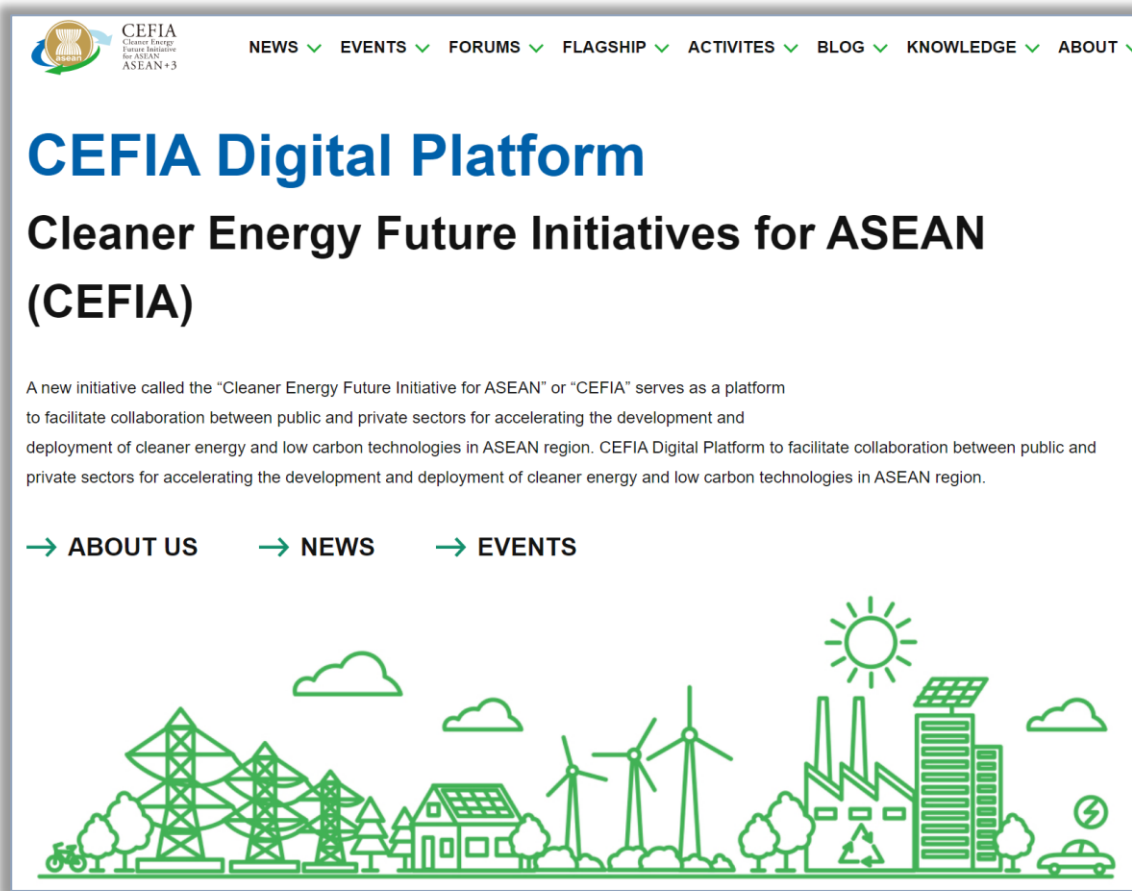 CEFIA
Cleaner Energy
Future Initiative
for ASEAN
ASEAN+3
asean
NEWS EVENTS FORUMS FLAGSHIP ACTIVITES BLOG KNOWLEDGE ABOUT
CEFIA Digital Platform
Cleaner Energy Future Initiatives for ASEAN
(CEFIA)
A new initiative called the “Cleaner Energy Future Initiative for ASEAN” or “CEFIA” serves as a platform
to facilitate collaboration between public and private sectors for accelerating the development and
deployment of cleaner energy and low carbon technologies in ASEAN region. CEFIA Digital Platform to facilitate collaboration between public and
private sectors for accelerating the development and deployment of cleaner energy and low carbon technologies in ASEAN region.
→ ABOUT US → NEWS → EVENTS